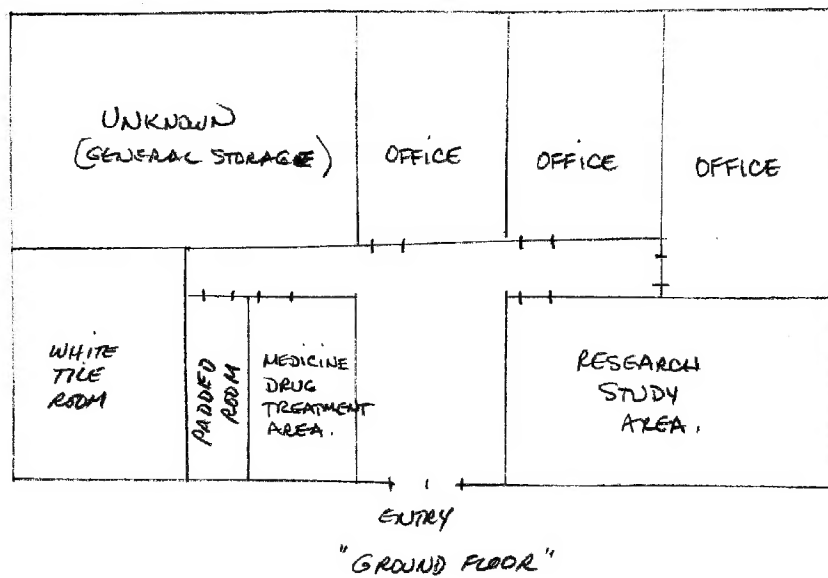 UNKNOWN
(GENERAL STORAGE)
OFFICE
OFFICE
OFFICE
WHITE
TILE
ROOM
PADDED
ROOM
MEDICINE
DRUG
TREATMENT
AREA.
RESEARCH
STUDY
AREA.
ENTRY
"GROUND FLOOR"